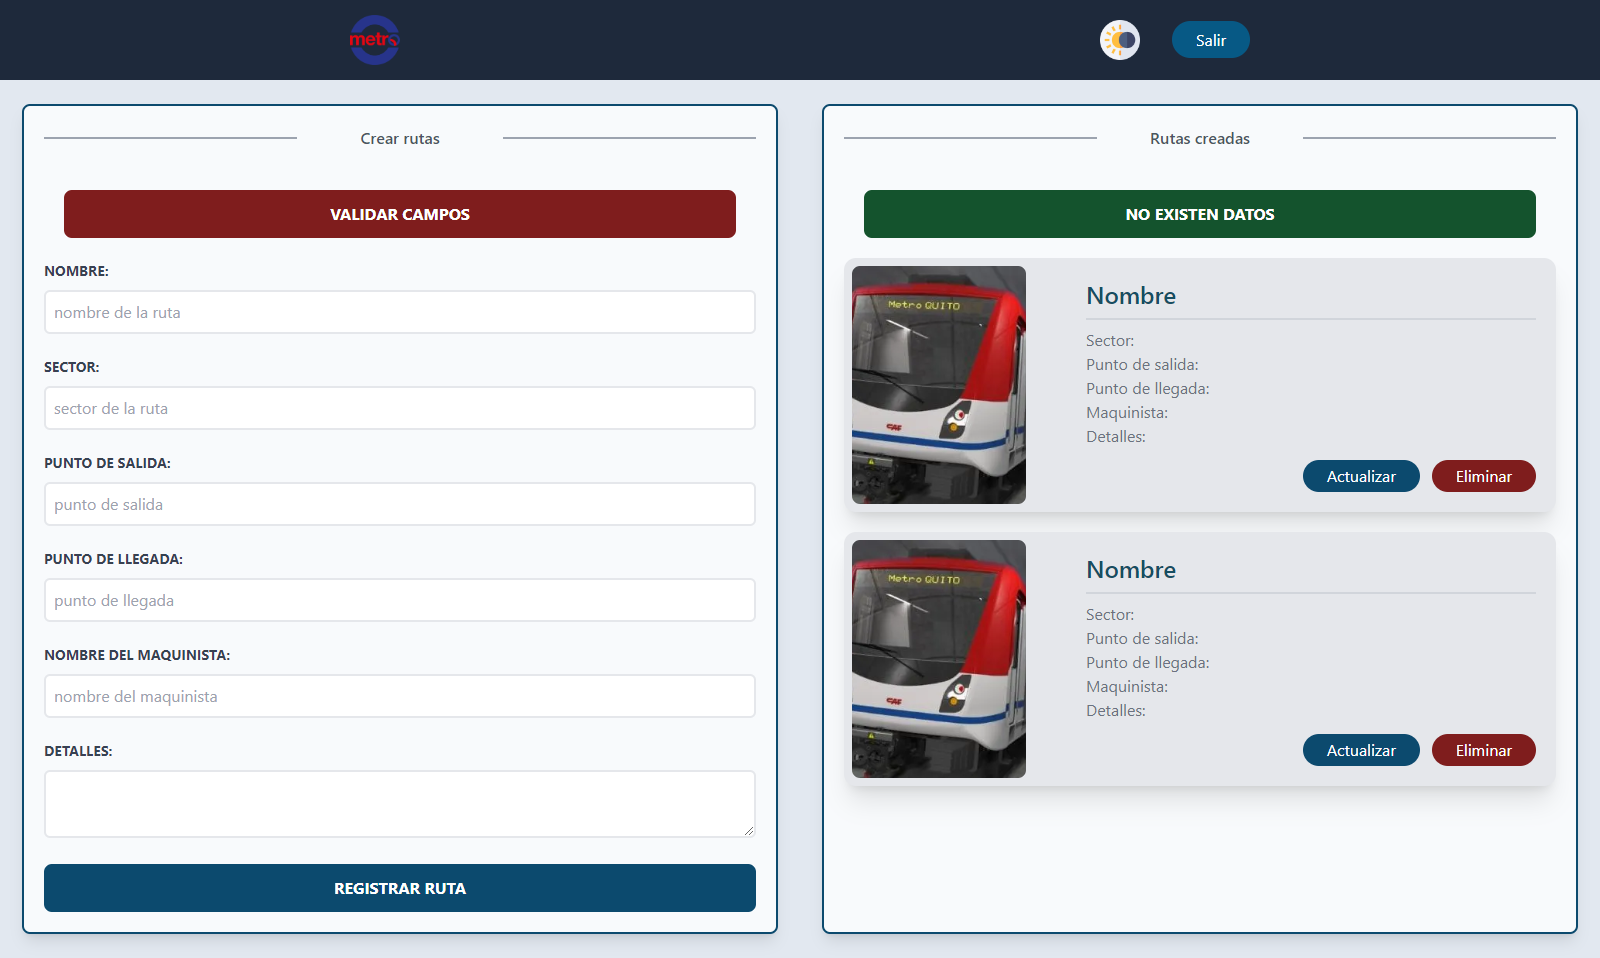 metro
Salir
Crear rutas
VALIDAR CAMPOS
NOMBRE:
nombre de la ruta
SECTOR:
sector de la ruta
PUNTO DE SALIDA:
punto de salida
PUNTO DE LLEGADA:
punto de llegada
NOMBRE DEL MAQUINISTA:
nombre del maquinista
DETALLES:
REGISTRAR RUTA
Rutas creadas
NO EXISTEN DATOS
Metro QUITO
CAF
Nombre
Sector:
Punto de salida:
Punto de llegada:
Maquinista:
Detalles:
Actualizar
Eliminar
Metro QUITO
CAF
Nombre
Sector:
Punto de salida:
Punto de llegada:
Maquinista:
Detalles:
Actualizar
Eliminar